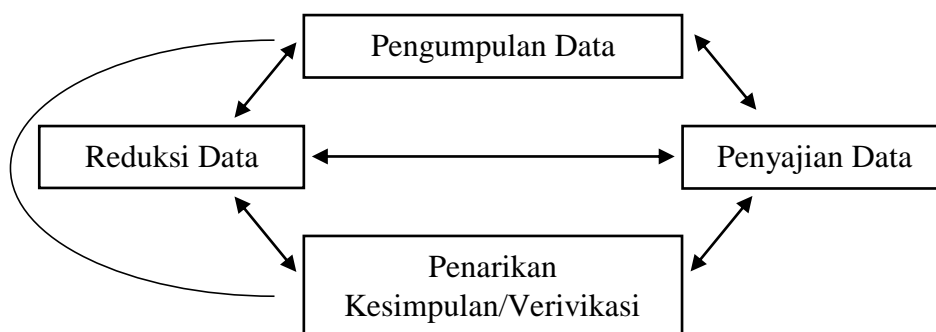 Pengumpulan Data
Reduksi Data
Penyajian Data
Penarikan
Kesimpulan/Verivikasi